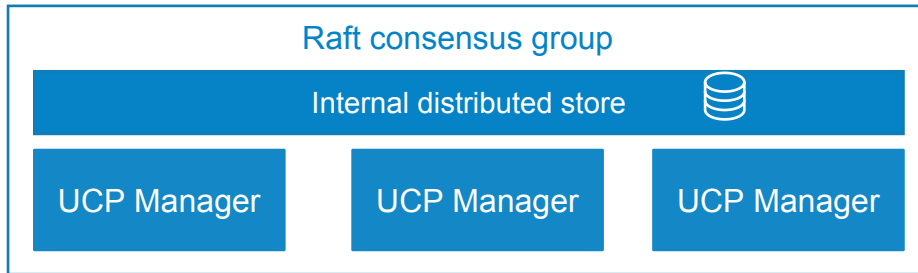 Raft consensus group
Internal distributed store
UCP Manager
UCP Manager
UCP Manager